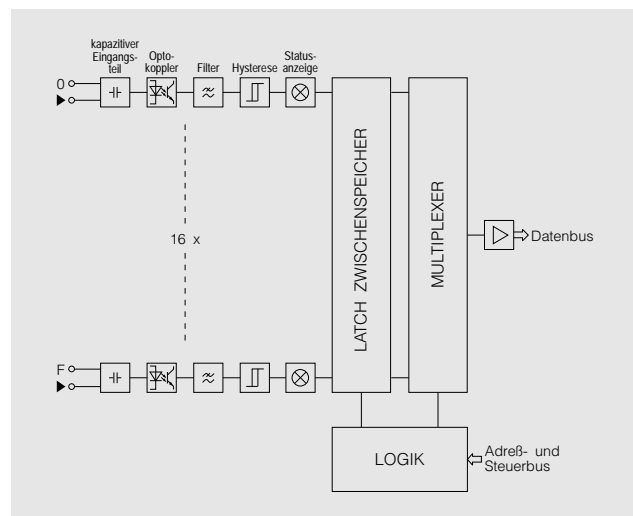 kapazitiver
Eingangs-
teil
Opto-
koppler
Filter
Hysterese
Status-
anzeige
0
16 x
LATCH ZWISCHENSPEICHER
MULTIPLEXER
Datenbus
F
LOGIK
Adreß- und
Steuerbus